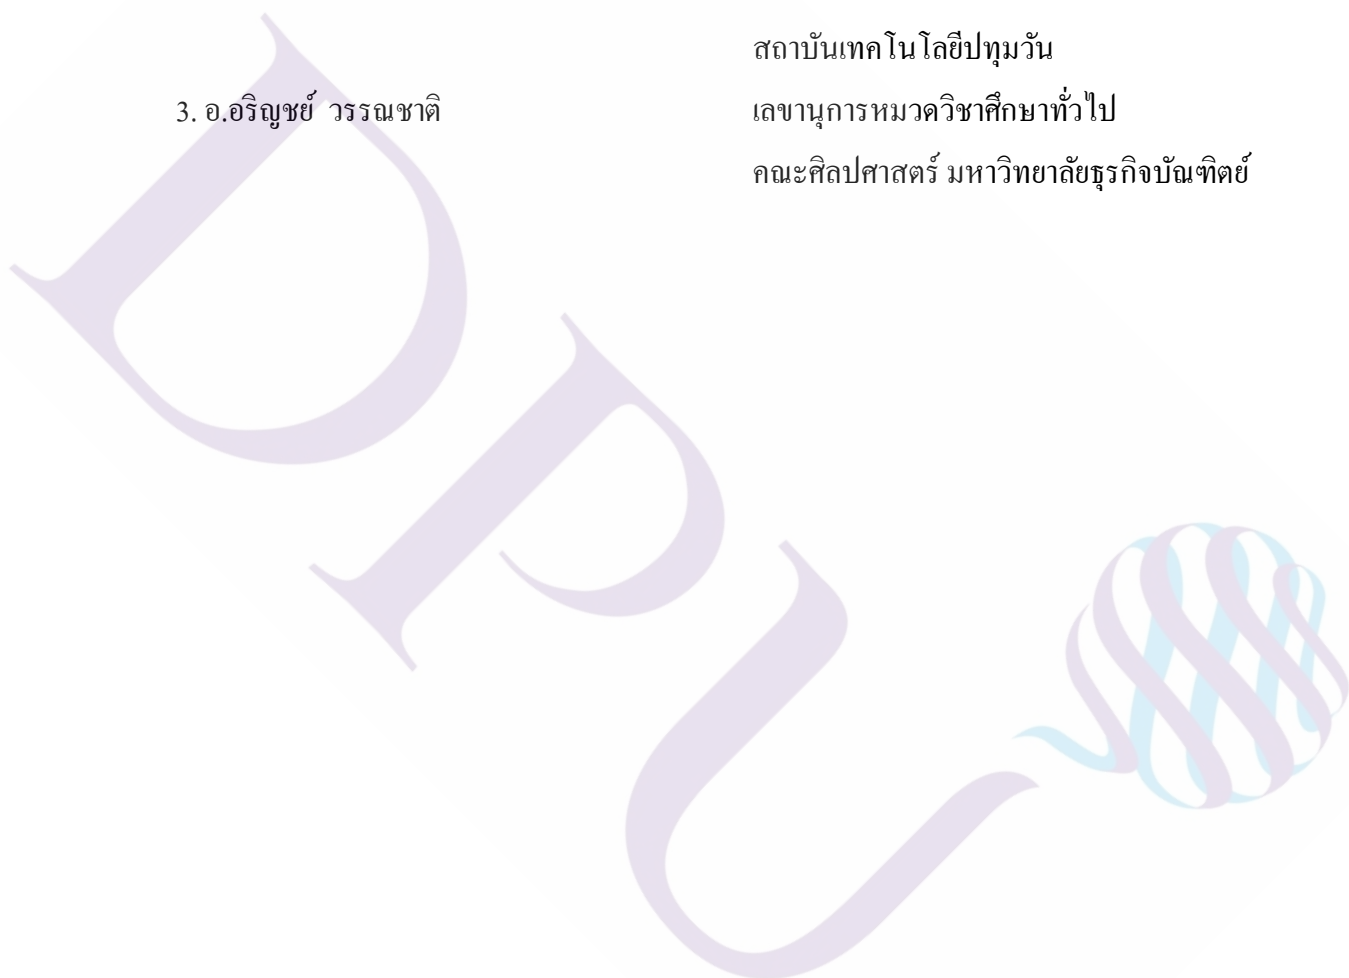 สถาบันเทคโนโลยีปทุมวัน
3. อ.อริญชย์ วรรณชาติ เลขานุการหมวดวิชาศึกษาทั่วไป
คณะศิลปศาสตร์ มหาวิทยาลัยธุรกิจบัณฑิตย์
DPU